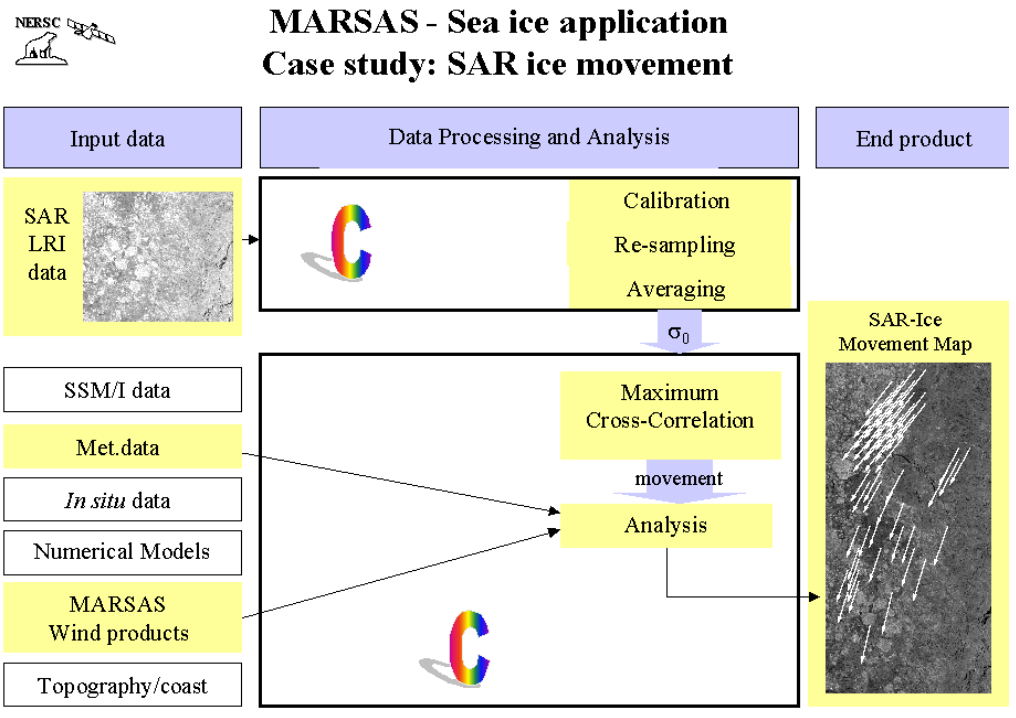 NERSC
MARSAS - Sea ice application
Case study: SAR ice movement
Input data
Data Processing and Analysis
End product
SAR
LRI
data
C
Calibration
Re-sampling
Averaging
σ₀
SSM/I data
Met.data
In situ data
Numerical Models
MARSAS
Wind products
Topography/coast
Maximum
Cross-Correlation
movement
Analysis
C
SAR-Ice
Movement Map